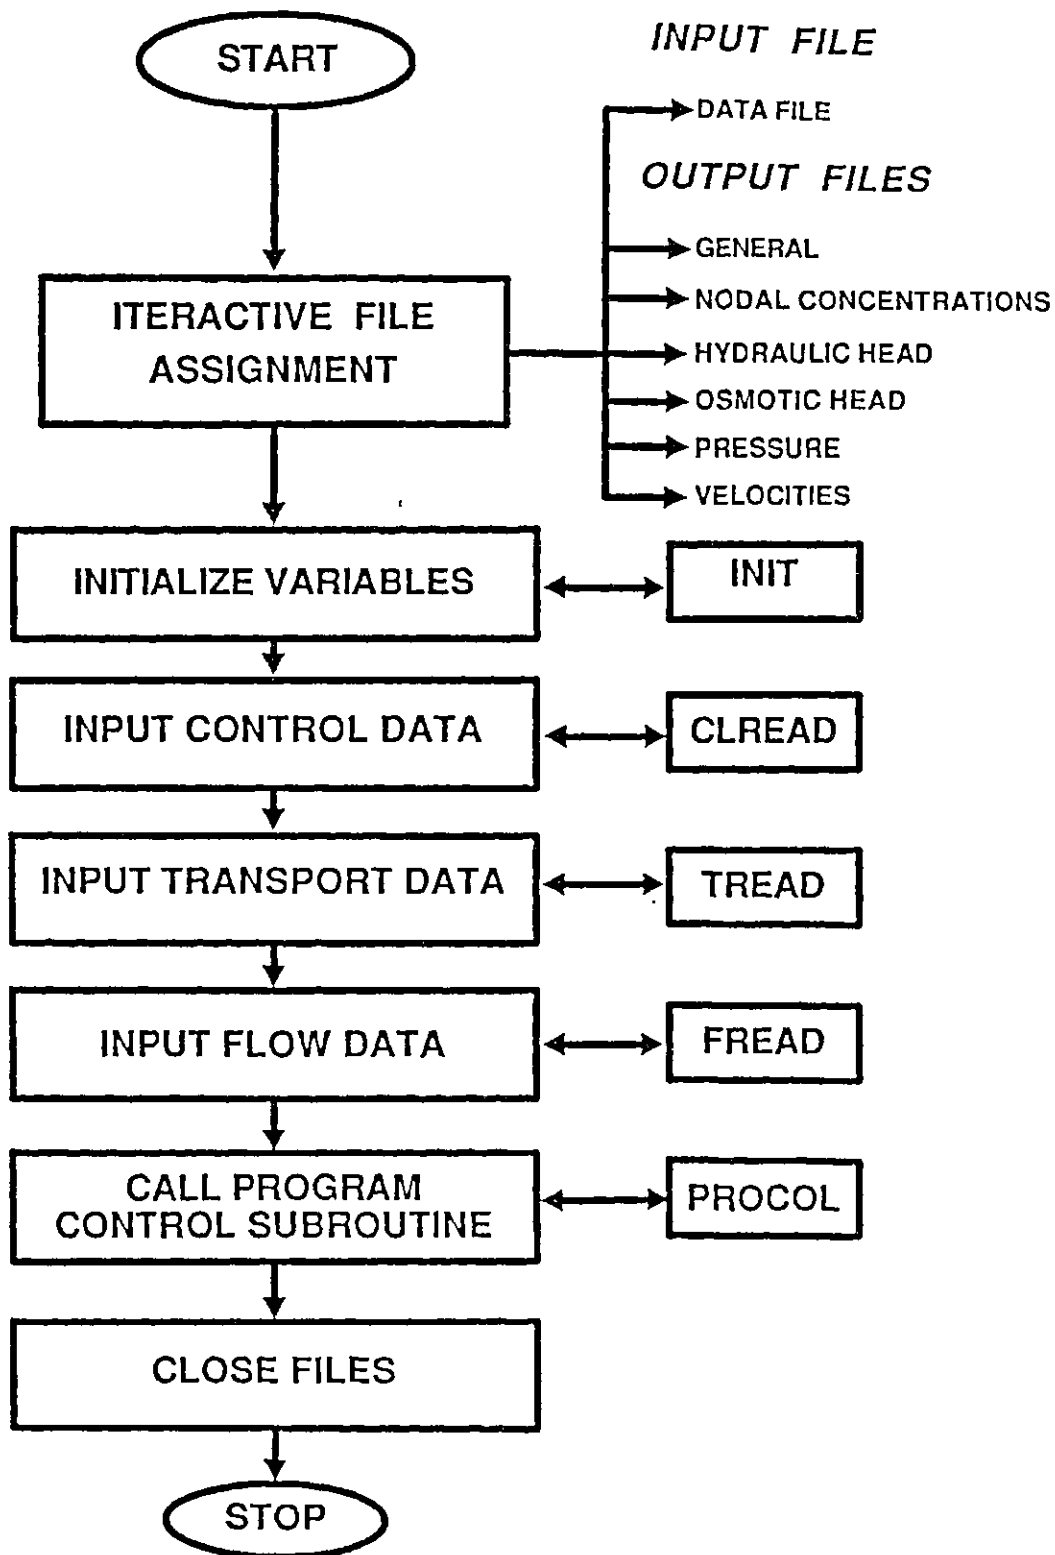 START
INPUT FILE
DATA FILE
OUTPUT FILES
GENERAL
NODAL CONCENTRATIONS
HYDRAULIC HEAD
OSMOTIC HEAD
PRESSURE
VELOCITIES
ITERACTIVE FILE
ASSIGNMENT
INITIALIZE VARIABLES
INIT
INPUT CONTROL DATA
CLREAD
INPUT TRANSPORT DATA
TREAD
INPUT FLOW DATA
FREAD
CALL PROGRAM
CONTROL SUBROUTINE
PROCOL
CLOSE FILES
STOP